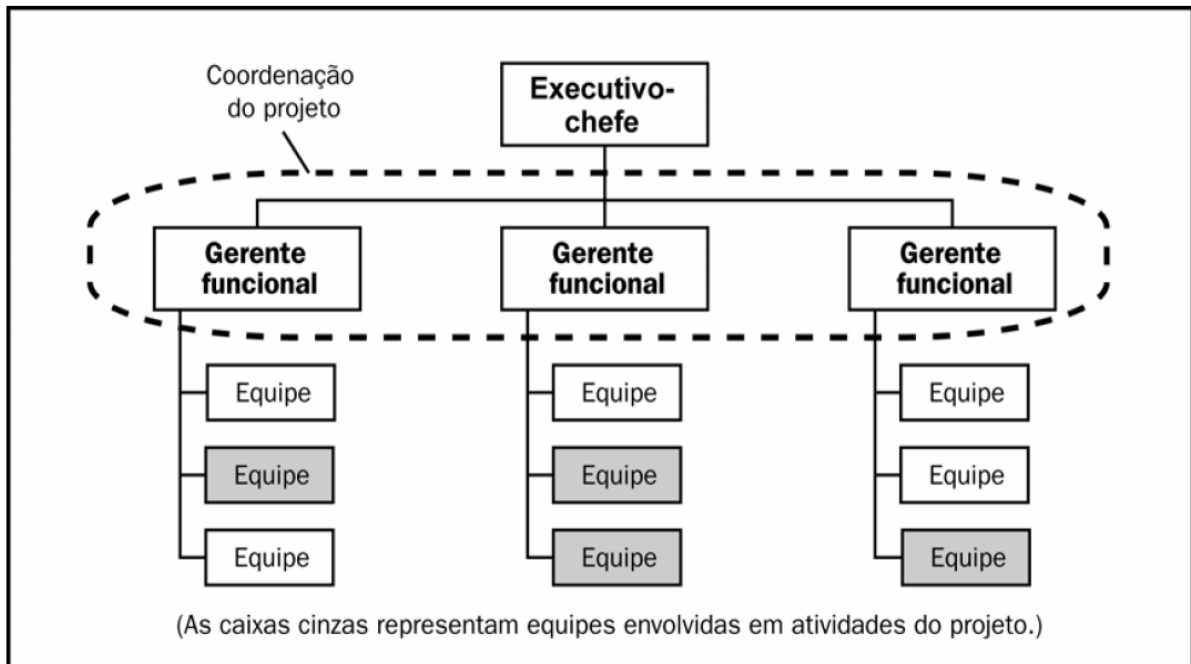 Coordenação
do projeto
Executivo-
chefe
Gerente
funcional
Gerente
funcional
Gerente
funcional
Equipe
Equipe
Equipe
Equipe
Equipe
Equipe
Equipe
Equipe
Equipe
(As caixas cinzas representam equipes envolvidas em atividades do projeto.)